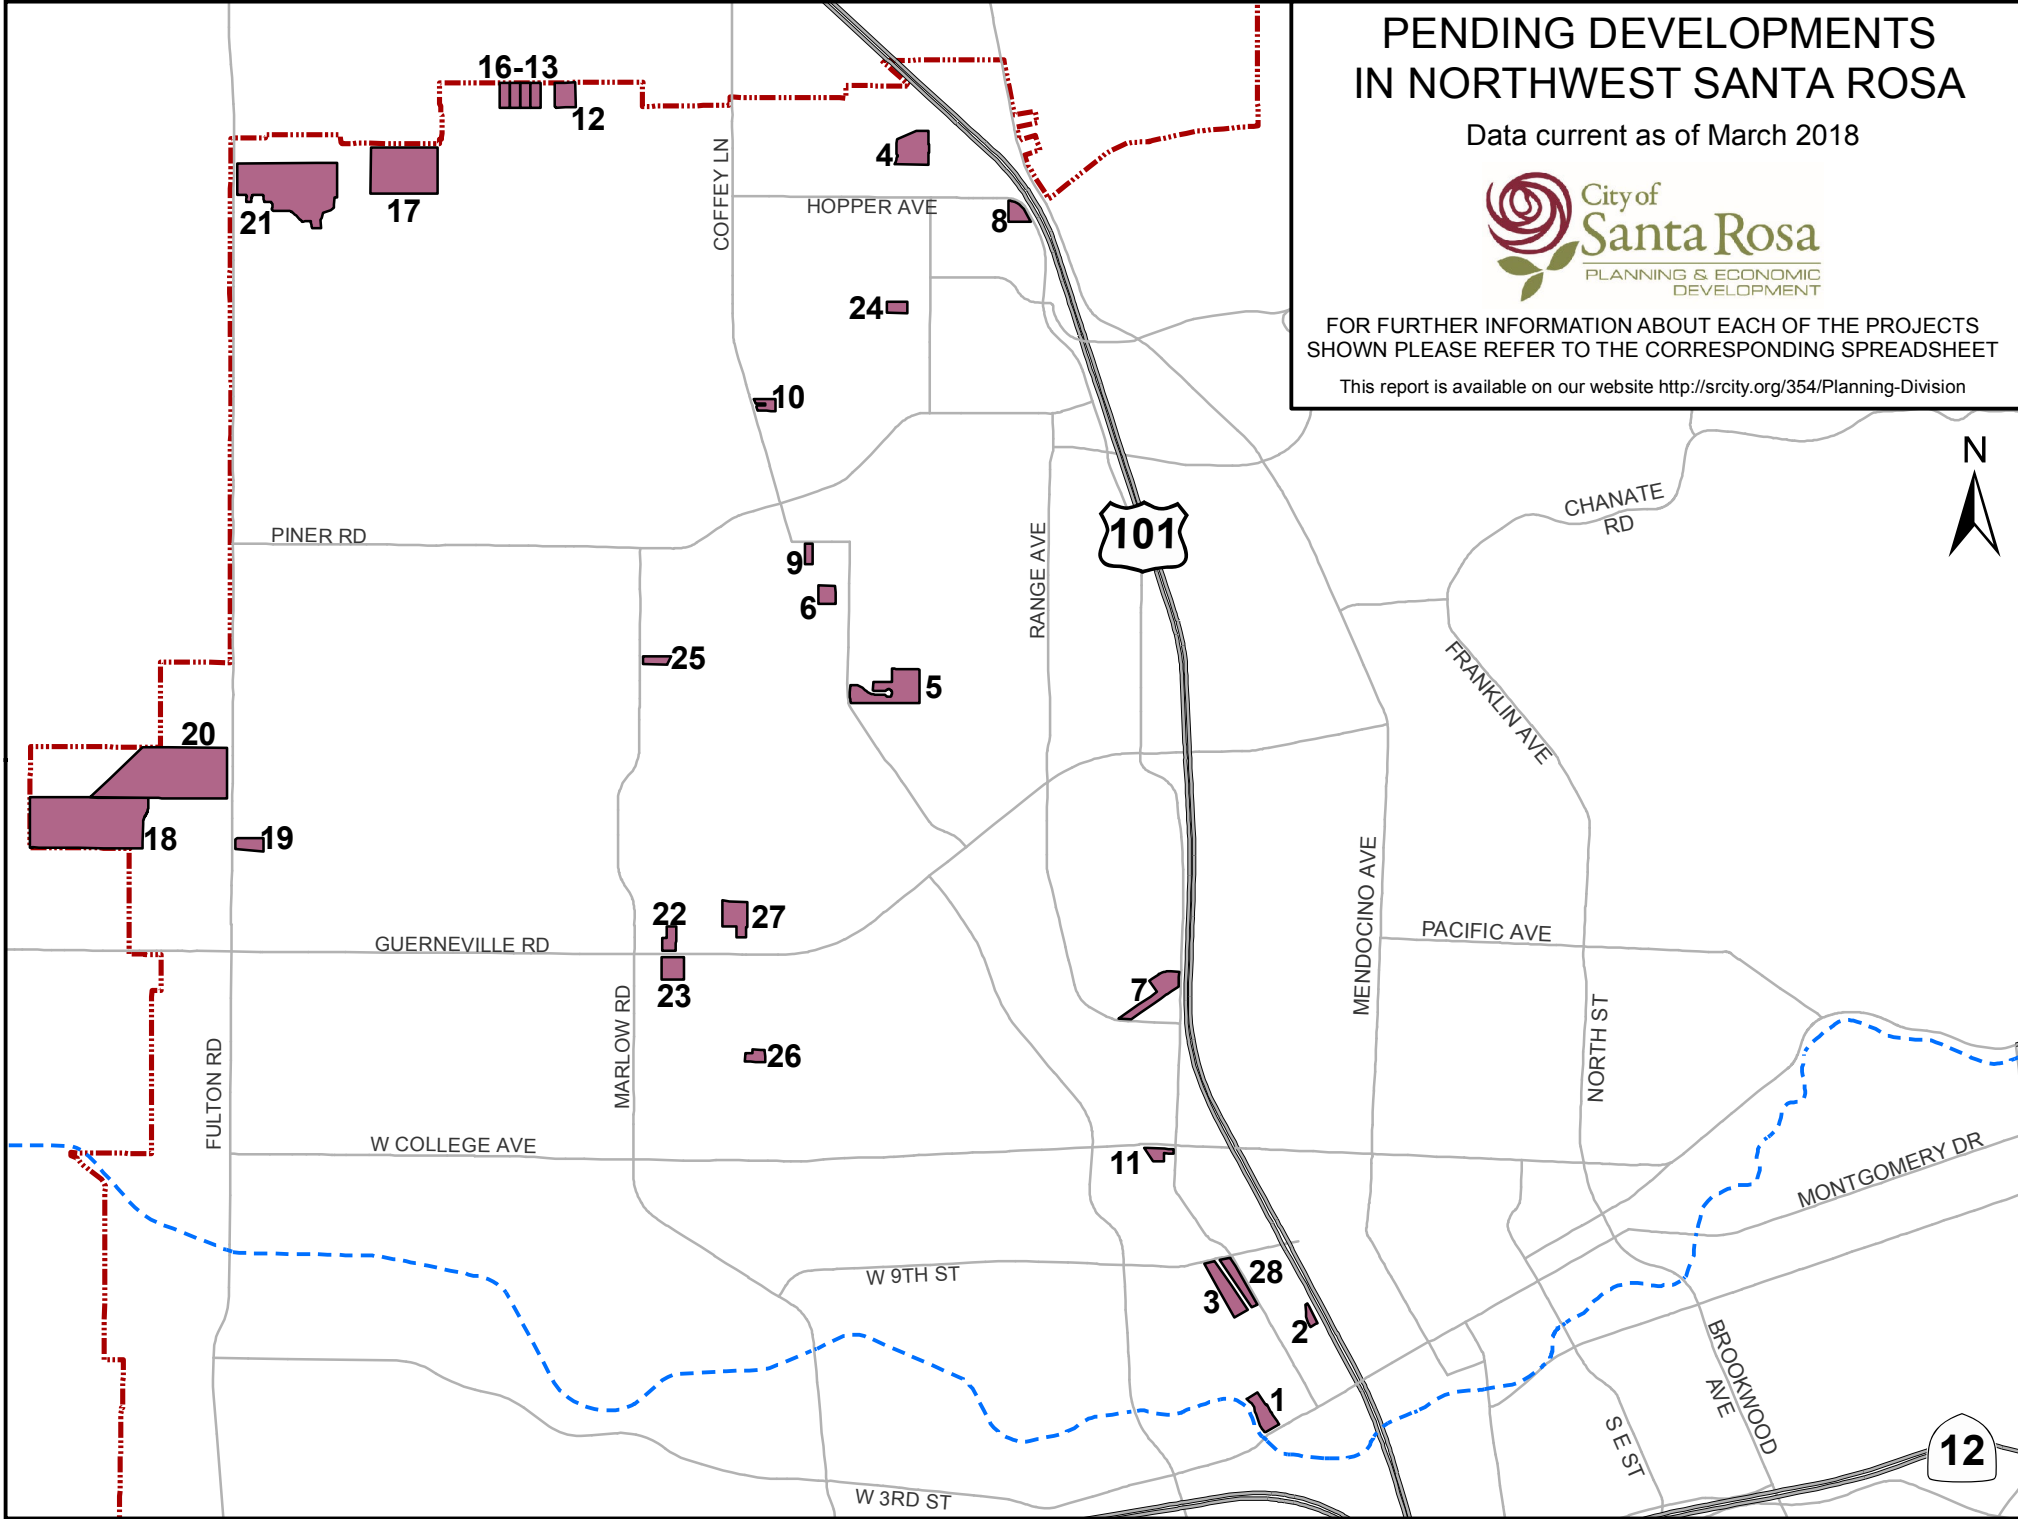 PENDING DEVELOPMENTS
IN NORTHWEST SANTA ROSA
Data current as of March 2018
City of
Santa Rosa
PLANNING & ECONOMIC
DEVELOPMENT
FOR FURTHER INFORMATION ABOUT EACH OF THE PROJECTS
SHOWN PLEASE REFER TO THE CORRESPONDING SPREADSHEET
This report is available on our website http://srcity.org/354/Planning-Division
N
16-13
12
4
COFFEY LN
HOPPER AVE
8
21
17
24
10
CHANATE
RD
PINER RD
101
RANGE AVE
9
6
25
5
FRANKLIN AVE
20
18
19
MENDOCINO AVE
22
27
GUERNEVILLE RD
PACIFIC AVE
23
7
MARLOW RD
NORTH ST
26
FULTON RD
W COLLEGE AVE
11
MONTGOMERY DR
W 9TH ST
28
3
2
BROOKWOOD
AVE
1
S E ST
12
W 3RD ST